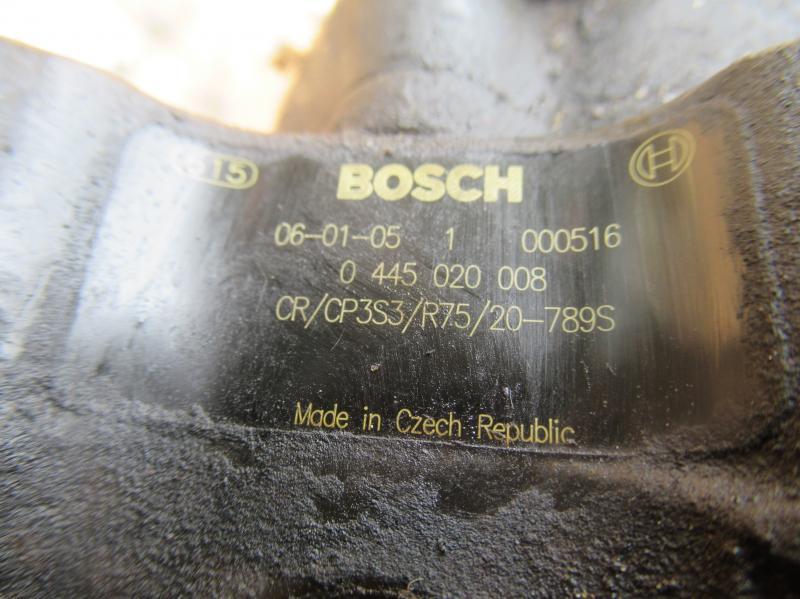 BOSCH
06-01-05 1 000516
0 445 020 008
CR/CP3S3/R75/20-789S
Made in Czech Republic